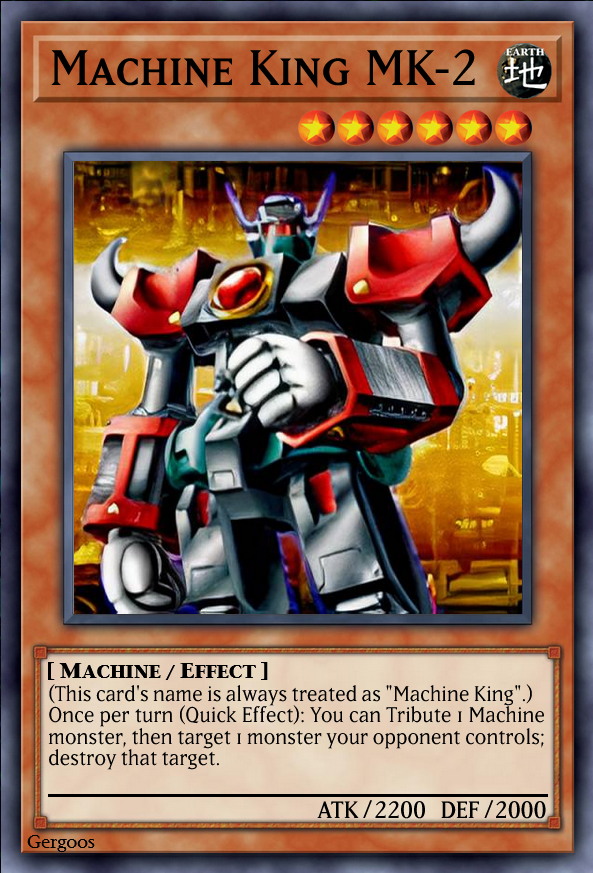 Machine King MK-2
EARTH
地
[ Machine / Effect ]
(This card's name is always treated as "Machine King".)
Once per turn (Quick Effect): You can Tribute 1 Machine
monster, then target 1 monster your opponent controls;
destroy that target.
ATK/2200 DEF/2000
Gergoos